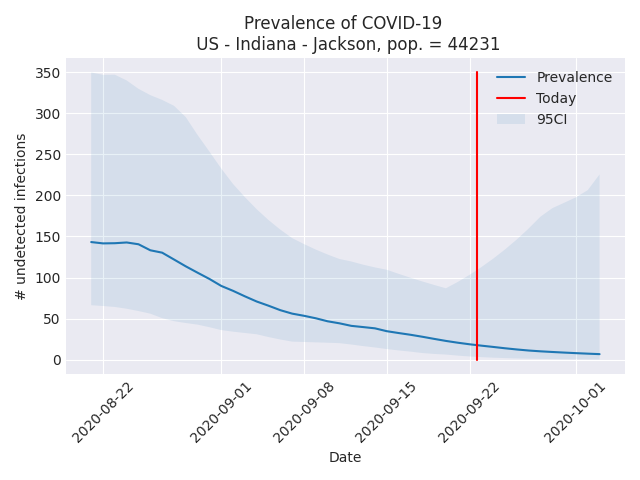 Prevalence of COVID-19
US - Indiana - Jackson, pop. = 44231
350
300
250
200
150
100
50
0
# undetected infections
Prevalence
Today
95CI
2020-08-22
2020-09-01
2020-09-08
2020-09-15
2020-09-22
2020-10-01
Date